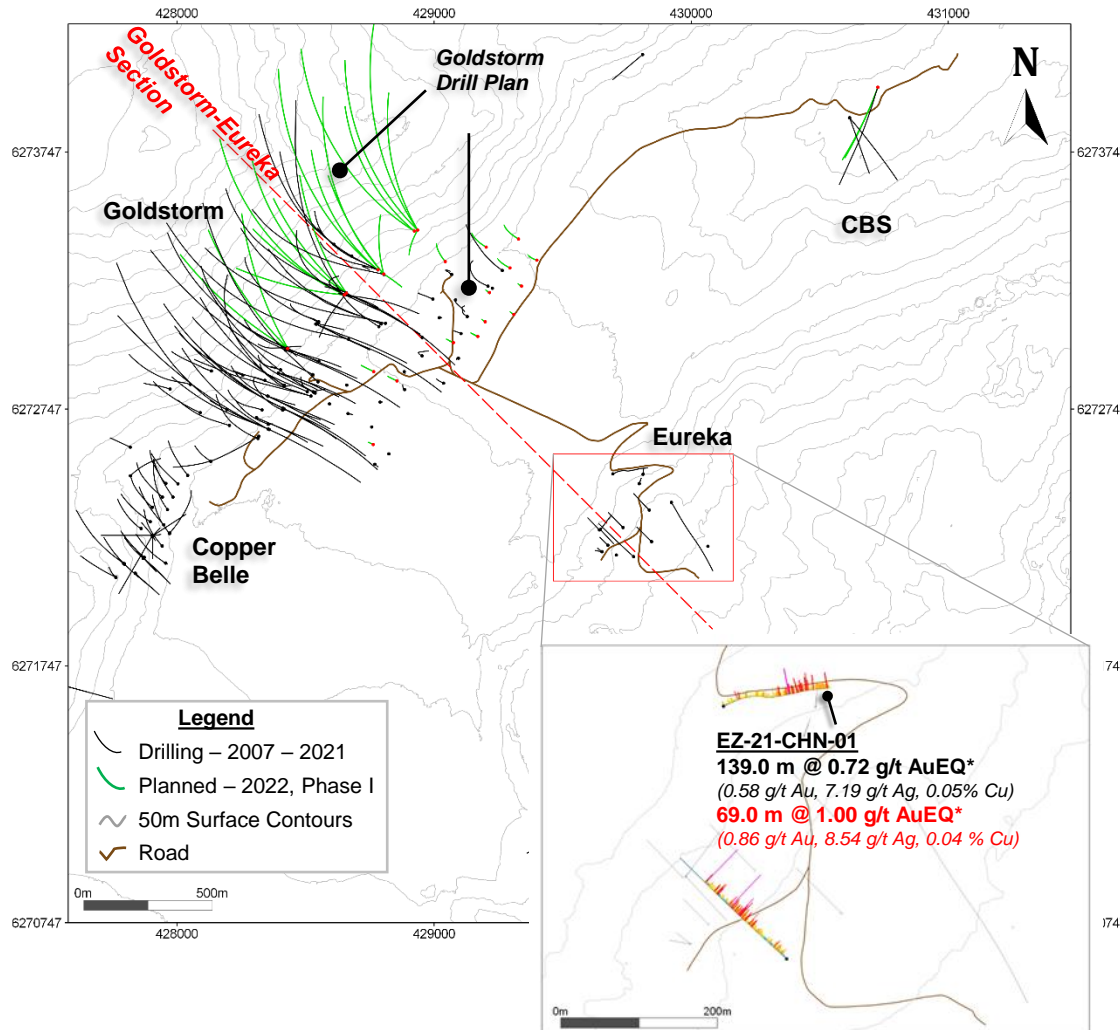 428000
429000
430000
431000
Goldstorm-Eureka
Section
Goldstorm
Drill Plan
N
6273747
6273747
Goldstorm
CBS
6272747
6272747
Eureka
Copper
Belle
6271747
Legend
Drilling – 2007 – 2021
Planned – 2022, Phase I
50m Surface Contours
Road
0m
500m
EZ-21-CHN-01
139.0 m @ 0.72 g/t AuEQ*
(0.58 g/t Au, 7.19 g/t Ag, 0.05% Cu)
69.0 m @ 1.00 g/t AuEQ*
(0.86 g/t Au, 8.54 g/t Ag, 0.04 % Cu)
6270747
428000
429000
0m
200m